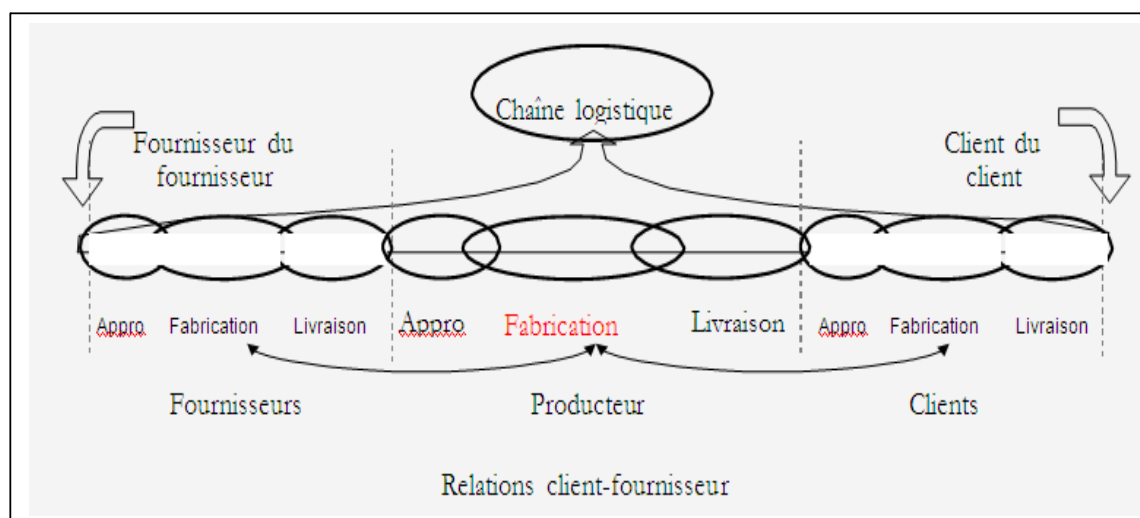 Chaîne logistique
Fournisseur du
fournisseur
Client du
client
Appro Fabrication Livraison Appro Fabrication Livraison Appro Fabrication Livraison
Fournisseurs Producteur Clients
Relations client-fournisseur